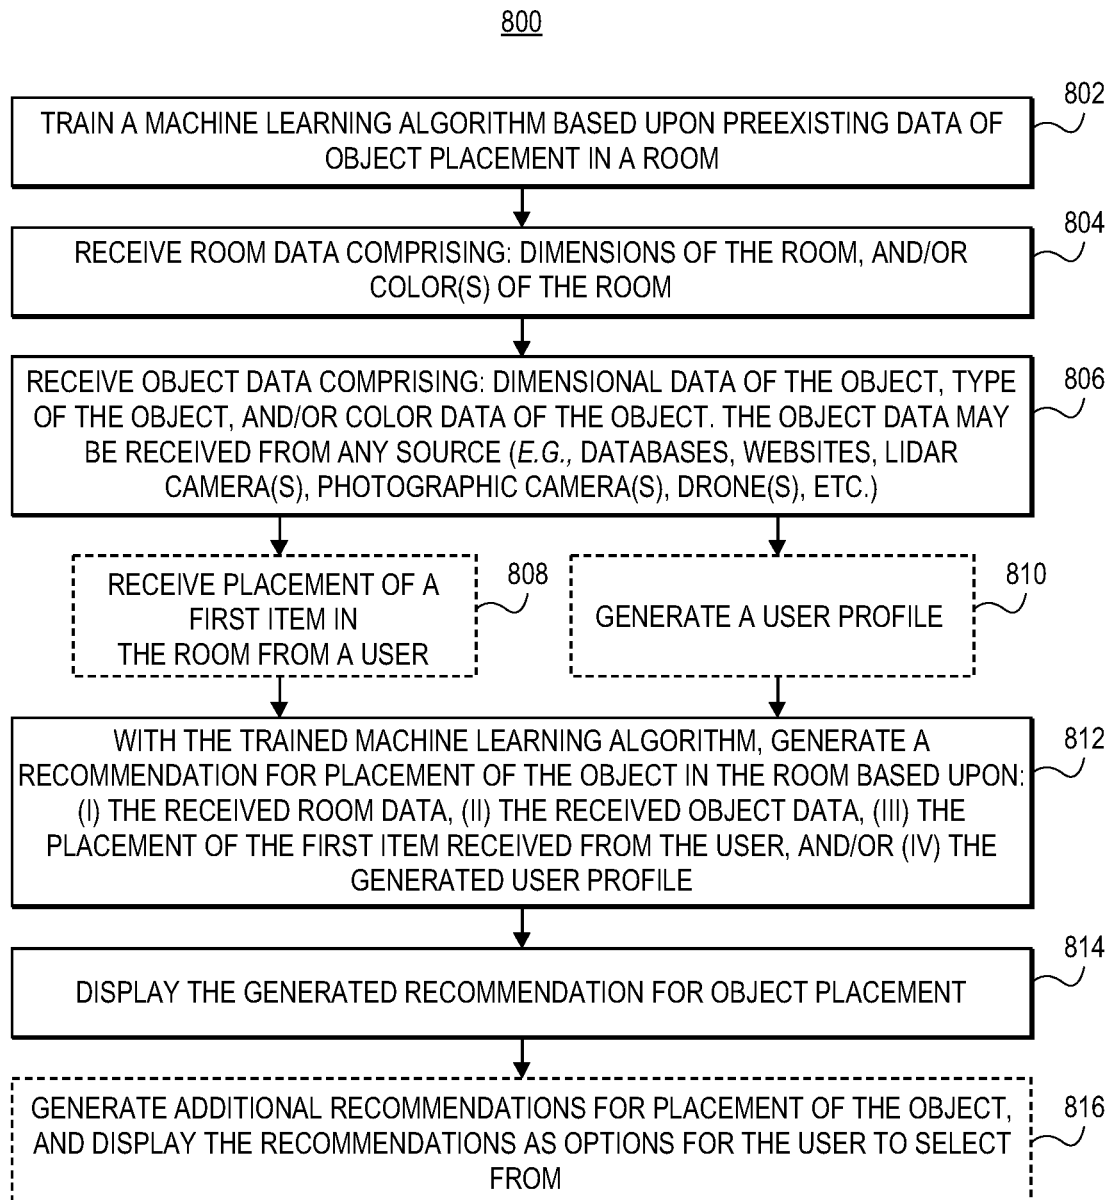 800
802
TRAIN A MACHINE LEARNING ALGORITHM BASED UPON PREEXISTING DATA OF
OBJECT PLACEMENT IN A ROOM
804
RECEIVE ROOM DATA COMPRISING: DIMENSIONS OF THE ROOM, AND/OR
COLOR(S) OF THE ROOM
806
RECEIVE OBJECT DATA COMPRISING: DIMENSIONAL DATA OF THE OBJECT, TYPE
OF THE OBJECT, AND/OR COLOR DATA OF THE OBJECT. THE OBJECT DATA MAY
BE RECEIVED FROM ANY SOURCE (E.G., DATABASES, WEBSITES, LIDAR
CAMERA(S), PHOTOGRAPHIC CAMERA(S), DRONE(S), ETC.)
808
RECEIVE PLACEMENT OF A
FIRST ITEM IN
THE ROOM FROM A USER
810
GENERATE A USER PROFILE
812
WITH THE TRAINED MACHINE LEARNING ALGORITHM, GENERATE A
RECOMMENDATION FOR PLACEMENT OF THE OBJECT IN THE ROOM BASED UPON:
(I) THE RECEIVED ROOM DATA, (II) THE RECEIVED OBJECT DATA, (III) THE
PLACEMENT OF THE FIRST ITEM RECEIVED FROM THE USER, AND/OR (IV) THE
GENERATED USER PROFILE
814
DISPLAY THE GENERATED RECOMMENDATION FOR OBJECT PLACEMENT
816
GENERATE ADDITIONAL RECOMMENDATIONS FOR PLACEMENT OF THE OBJECT,
AND DISPLAY THE RECOMMENDATIONS AS OPTIONS FOR THE USER TO SELECT
FROM